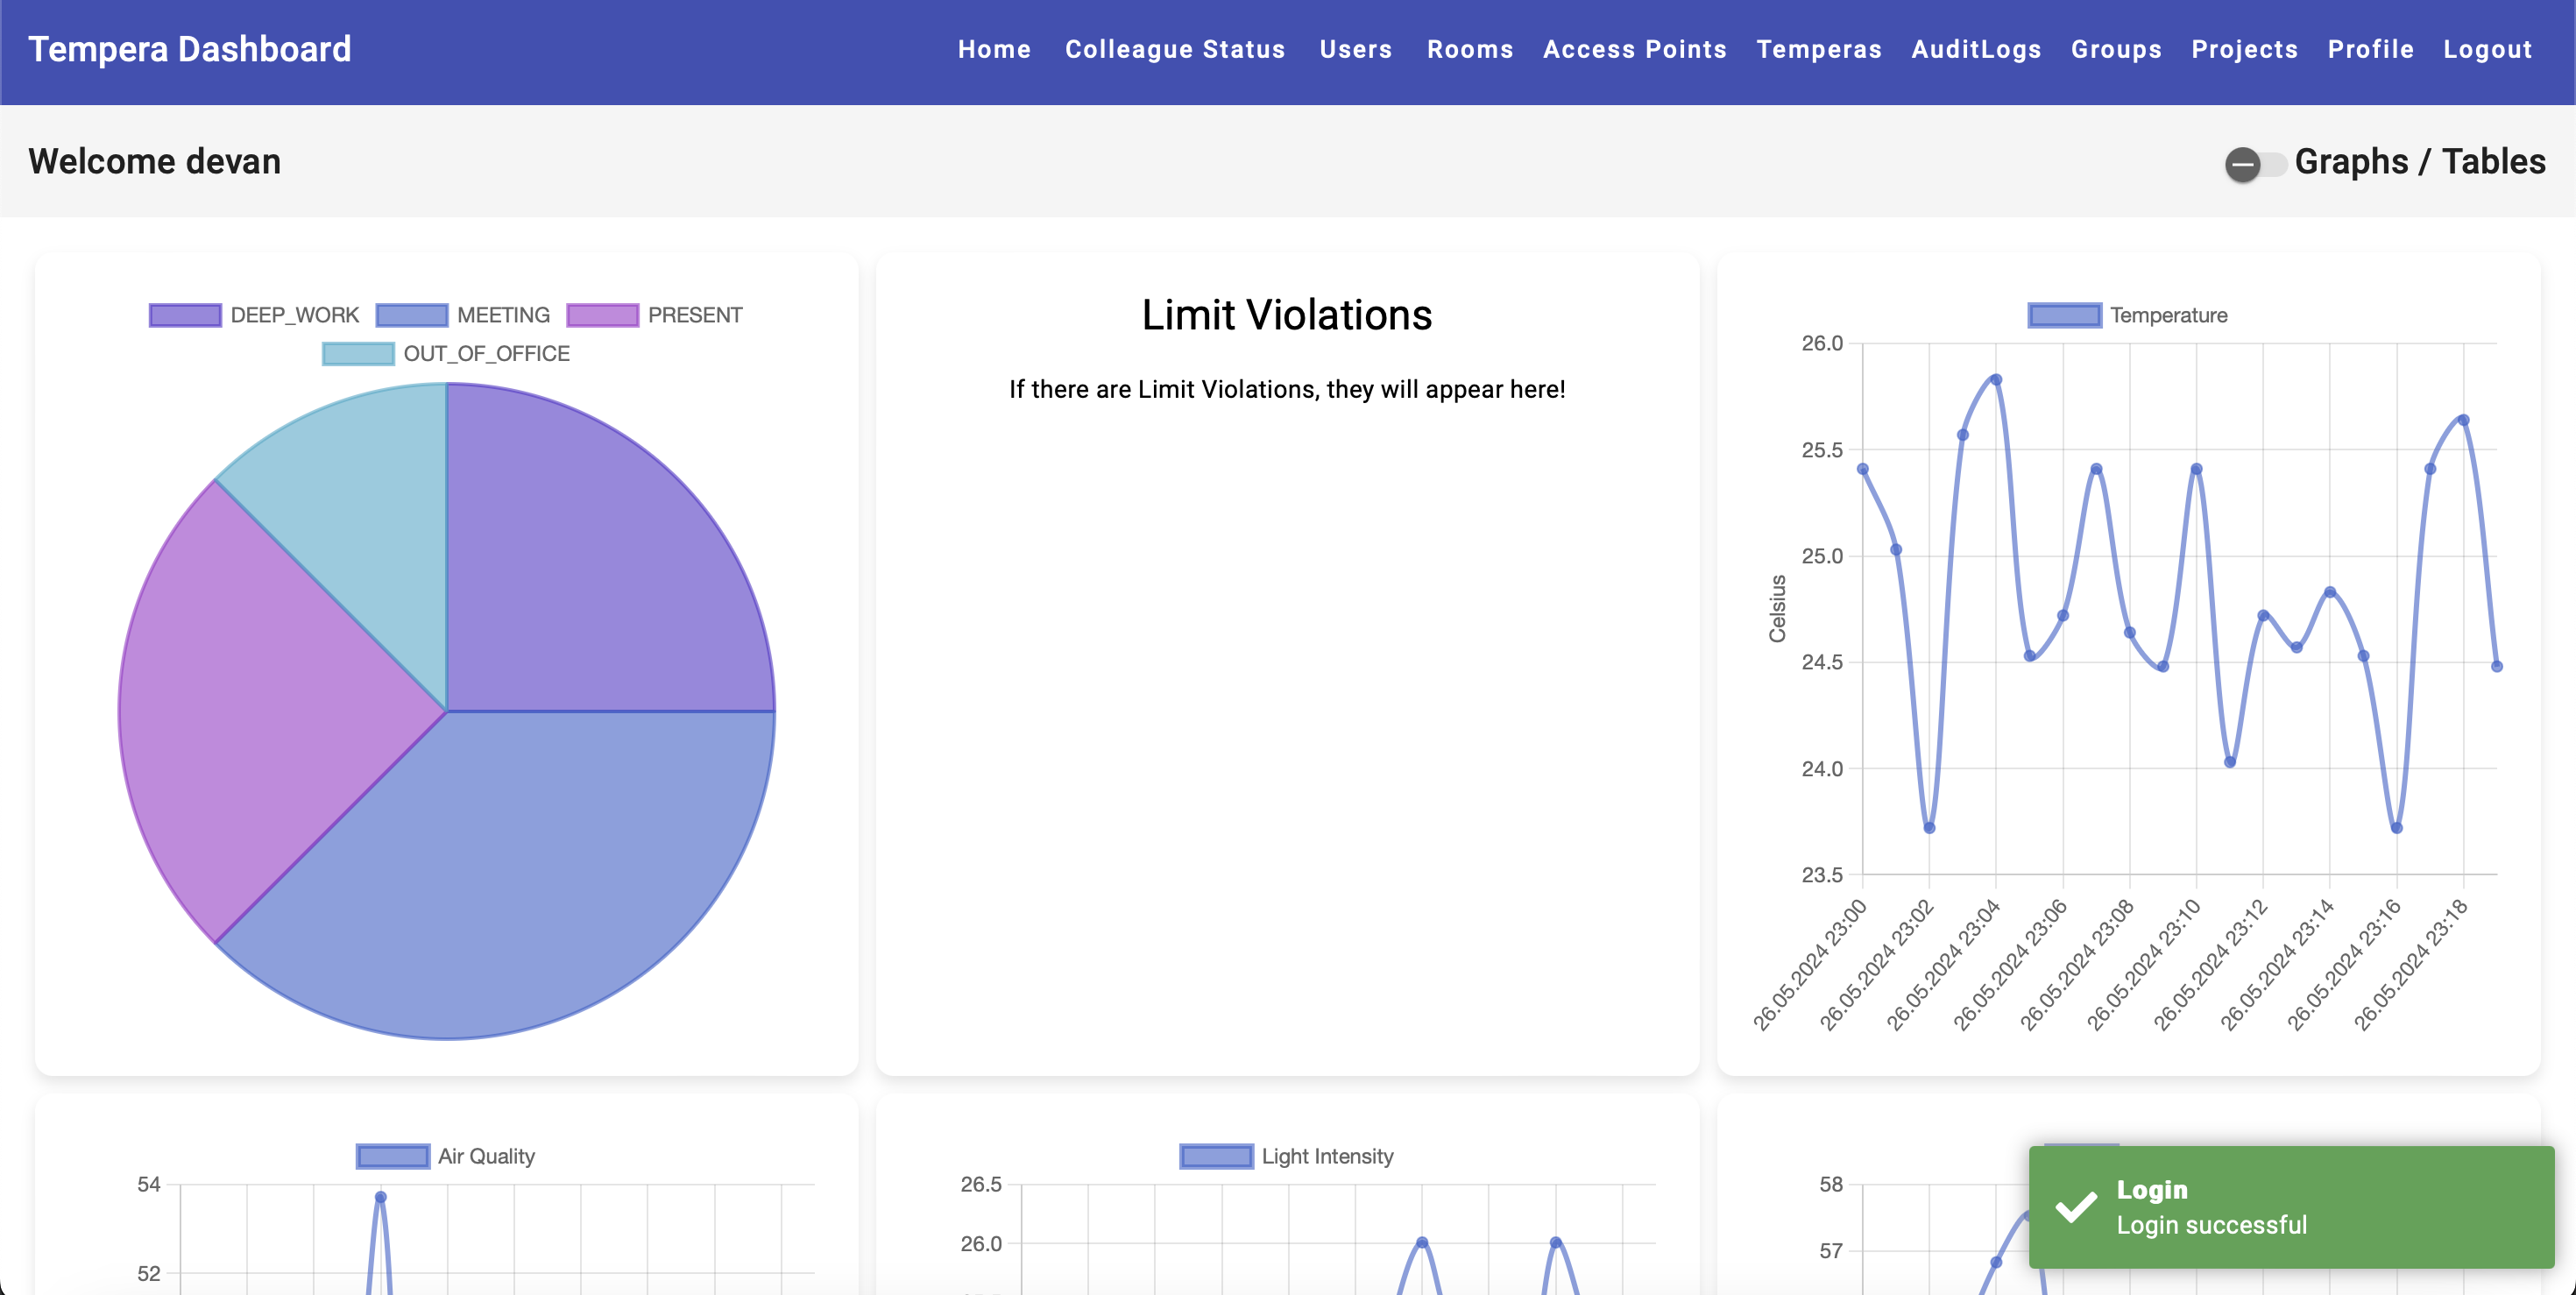 Tempera Dashboard
Home Colleague Status Users Rooms Access Points Temperas AuditLogs Groups Projects Profile Logout
Welcome devan
Graphs / Tables
DEEP_WORK MEETING PRESENT
OUT_OF_OFFICE
Limit Violations
If there are Limit Violations, they will appear here!
Temperature
26.0
25.5
25.0
24.5
24.0
23.5
Celsius
26.05.2024 23:00
26.05.2024 23:02
26.05.2024 23:04
26.05.2024 23:06
26.05.2024 23:08
26.05.2024 23:10
26.05.2024 23:12
26.05.2024 23:14
26.05.2024 23:16
26.05.2024 23:18
Air Quality
54
52
Light Intensity
26.5
26.0
58
57
Login
Login successful